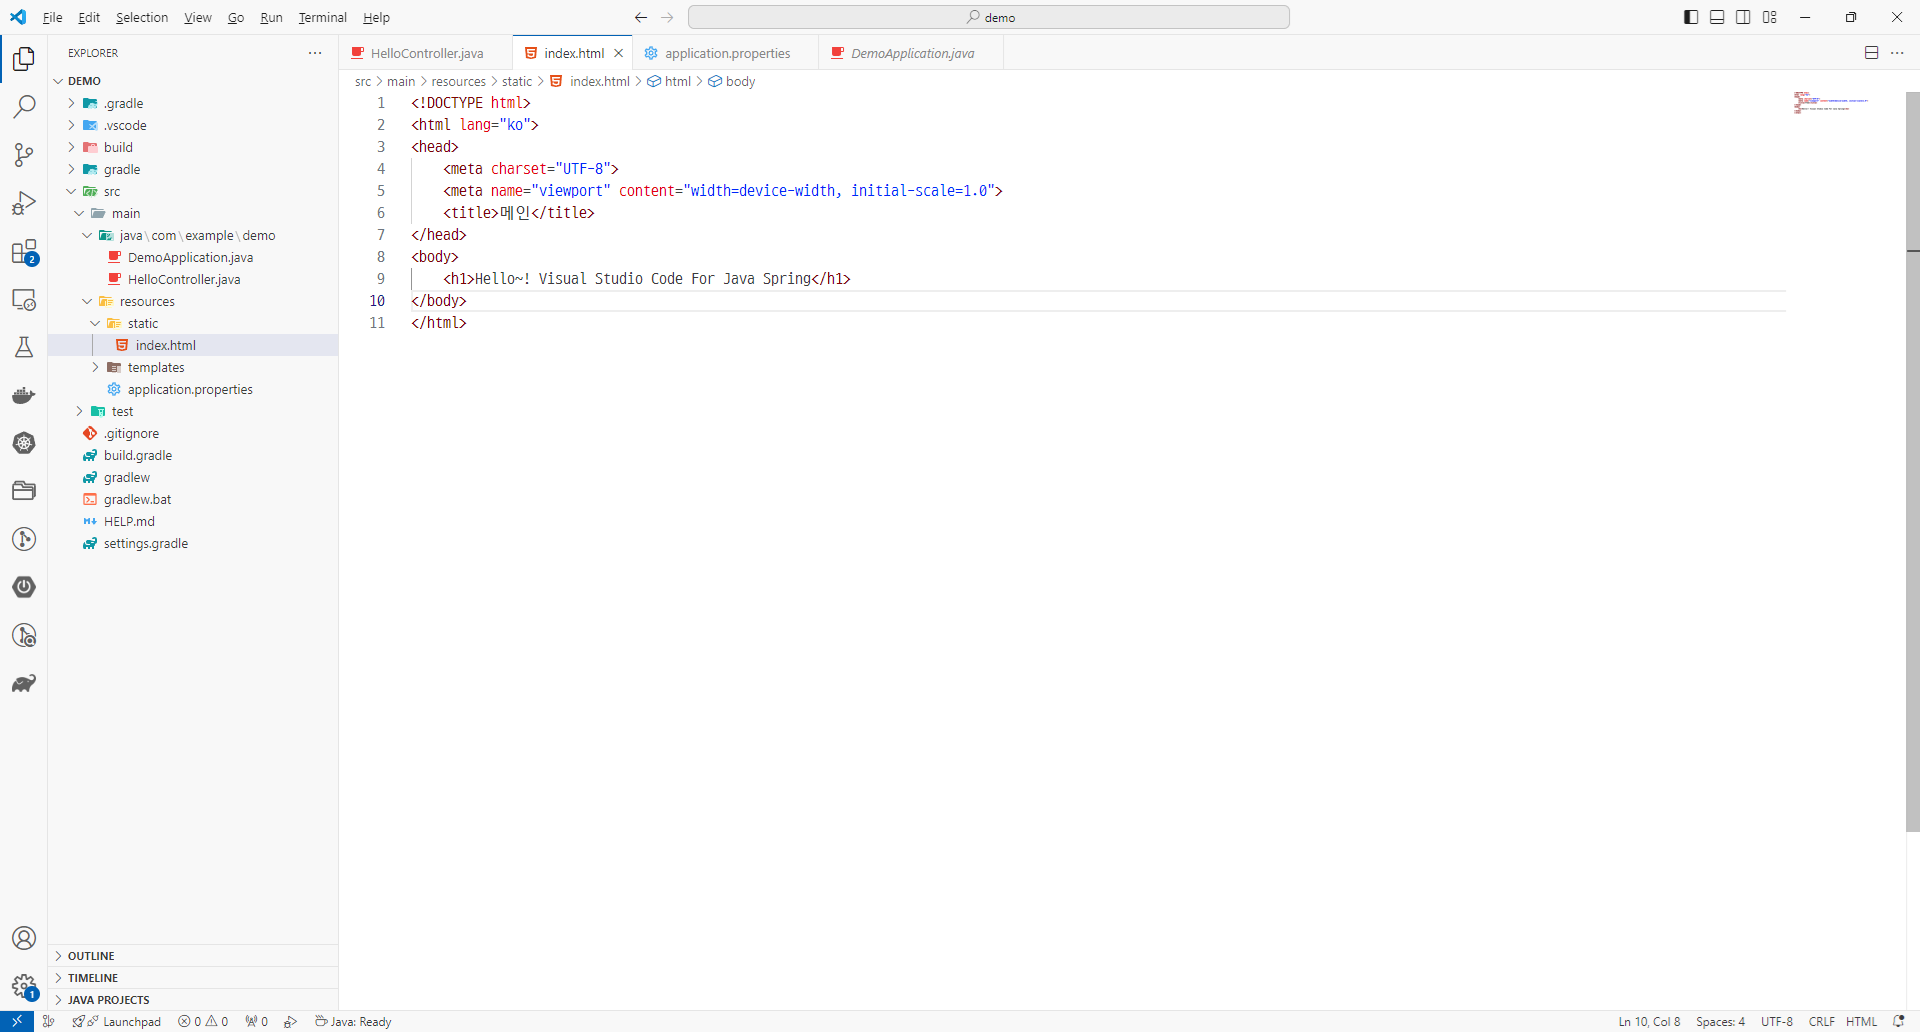 File Edit Selection View Go Run Terminal Help
demo
EXPLORER
DEMO
.gradle
.vscode
build
gradle
src
main
java\com\example\demo
DemoApplication.java
HelloController.java
resources
static
index.html
templates
application.properties
test
.gitignore
build.gradle
gradlew
gradlew.bat
HELP.md
settings.gradle
OUTLINE
TIMELINE
JAVA PROJECTS
2
1
HelloController.java index.html application.properties DemoApplication.java
src > main > resources > static > index.html > html > body
1 <!DOCTYPE html>
2 <html lang="ko">
3 <head>
4 <meta charset="UTF-8">
5 <meta name="viewport" content="width=device-width, initial-scale=1.0">
6 <title>메인</title>
7 </head>
8 <body>
9 <h1>Hello~! Visual Studio Code For Java Spring</h1>
10 </body>
11 </html>
Launchpad 0 0 0 Java: Ready
Ln 10, Col 8 Spaces: 4 UTF-8 CRLF HTML